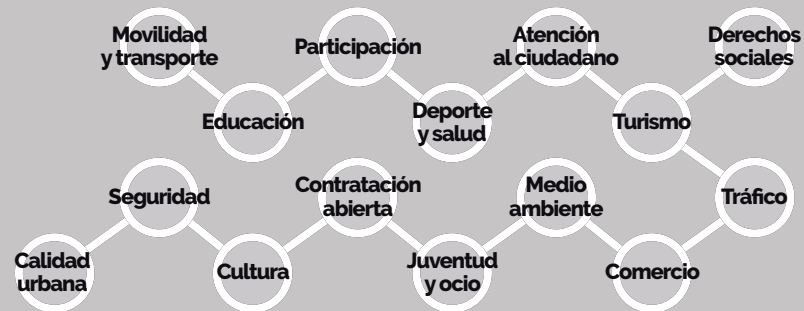 Movilidad
y transporte
Participación
Atención
al ciudadano
Derechos
sociales
Educación
Deporte
y salud
Turismo
Seguridad
Contratación
abierta
Medio
ambiente
Tráfico
Calidad
urbana
Cultura
Juventud
y ocio
Comercio